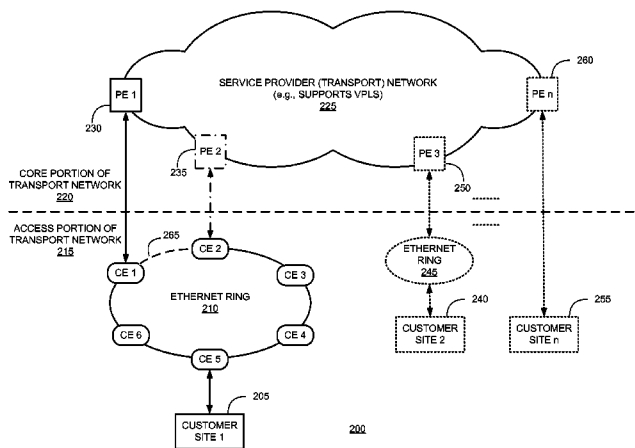 260
PE 1
SERVICE PROVIDER (TRANSPORT) NETWORK
(e.g., SUPPORTS VPLS)
225
PE n
230
235
PE 2
PE 3
250
CORE PORTION OF
TRANSPORT NETWORK
220
ACCESS PORTION OF
TRANSPORT NETWORK
215
265
CE 1
CE 2
CE 3
ETHERNET RING
210
CE 6
CE 4
CE 5
ETHERNET
RING
245
240
255
CUSTOMER
SITE 2
CUSTOMER
SITE n
205
CUSTOMER
SITE 1
200